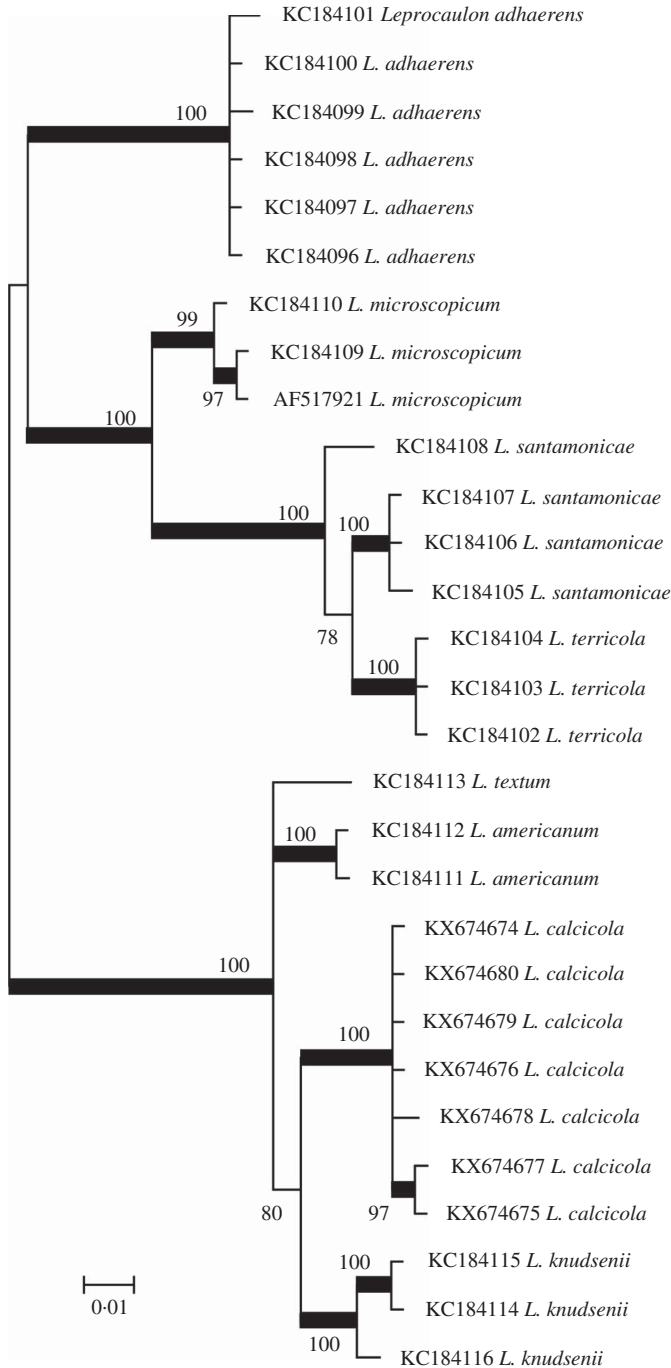 KC184101 Leprocaulon adhaerens
KC184100 L. adhaerens
100
KC184099 L. adhaerens
KC184098 L. adhaerens
KC184097 L. adhaerens
KC184096 L. adhaerens
KC184110 L. microscopicum
99
KC184109 L. microscopicum
97
AF517921 L. microscopicum
100
KC184108 L. santamonicae
KC184107 L. santamonicae
100
100
KC184106 L. santamonicae
KC184105 L. santamonicae
78
KC184104 L. terricola
100
KC184103 L. terricola
KC184102 L. terricola
KC184113 L. textum
KC184112 L. americanum
100
KC184111 L. americanum
KX674674 L. calcicola
100
KX674680 L. calcicola
KX674679 L. calcicola
100
KX674676 L. calcicola
KX674678 L. calcicola
KX674677 L. calcicola
80
97
KX674675 L. calcicola
100
KC184115 L. knudsenii
0·01
KC184114 L. knudsenii
100
KC184116 L. knudsenii